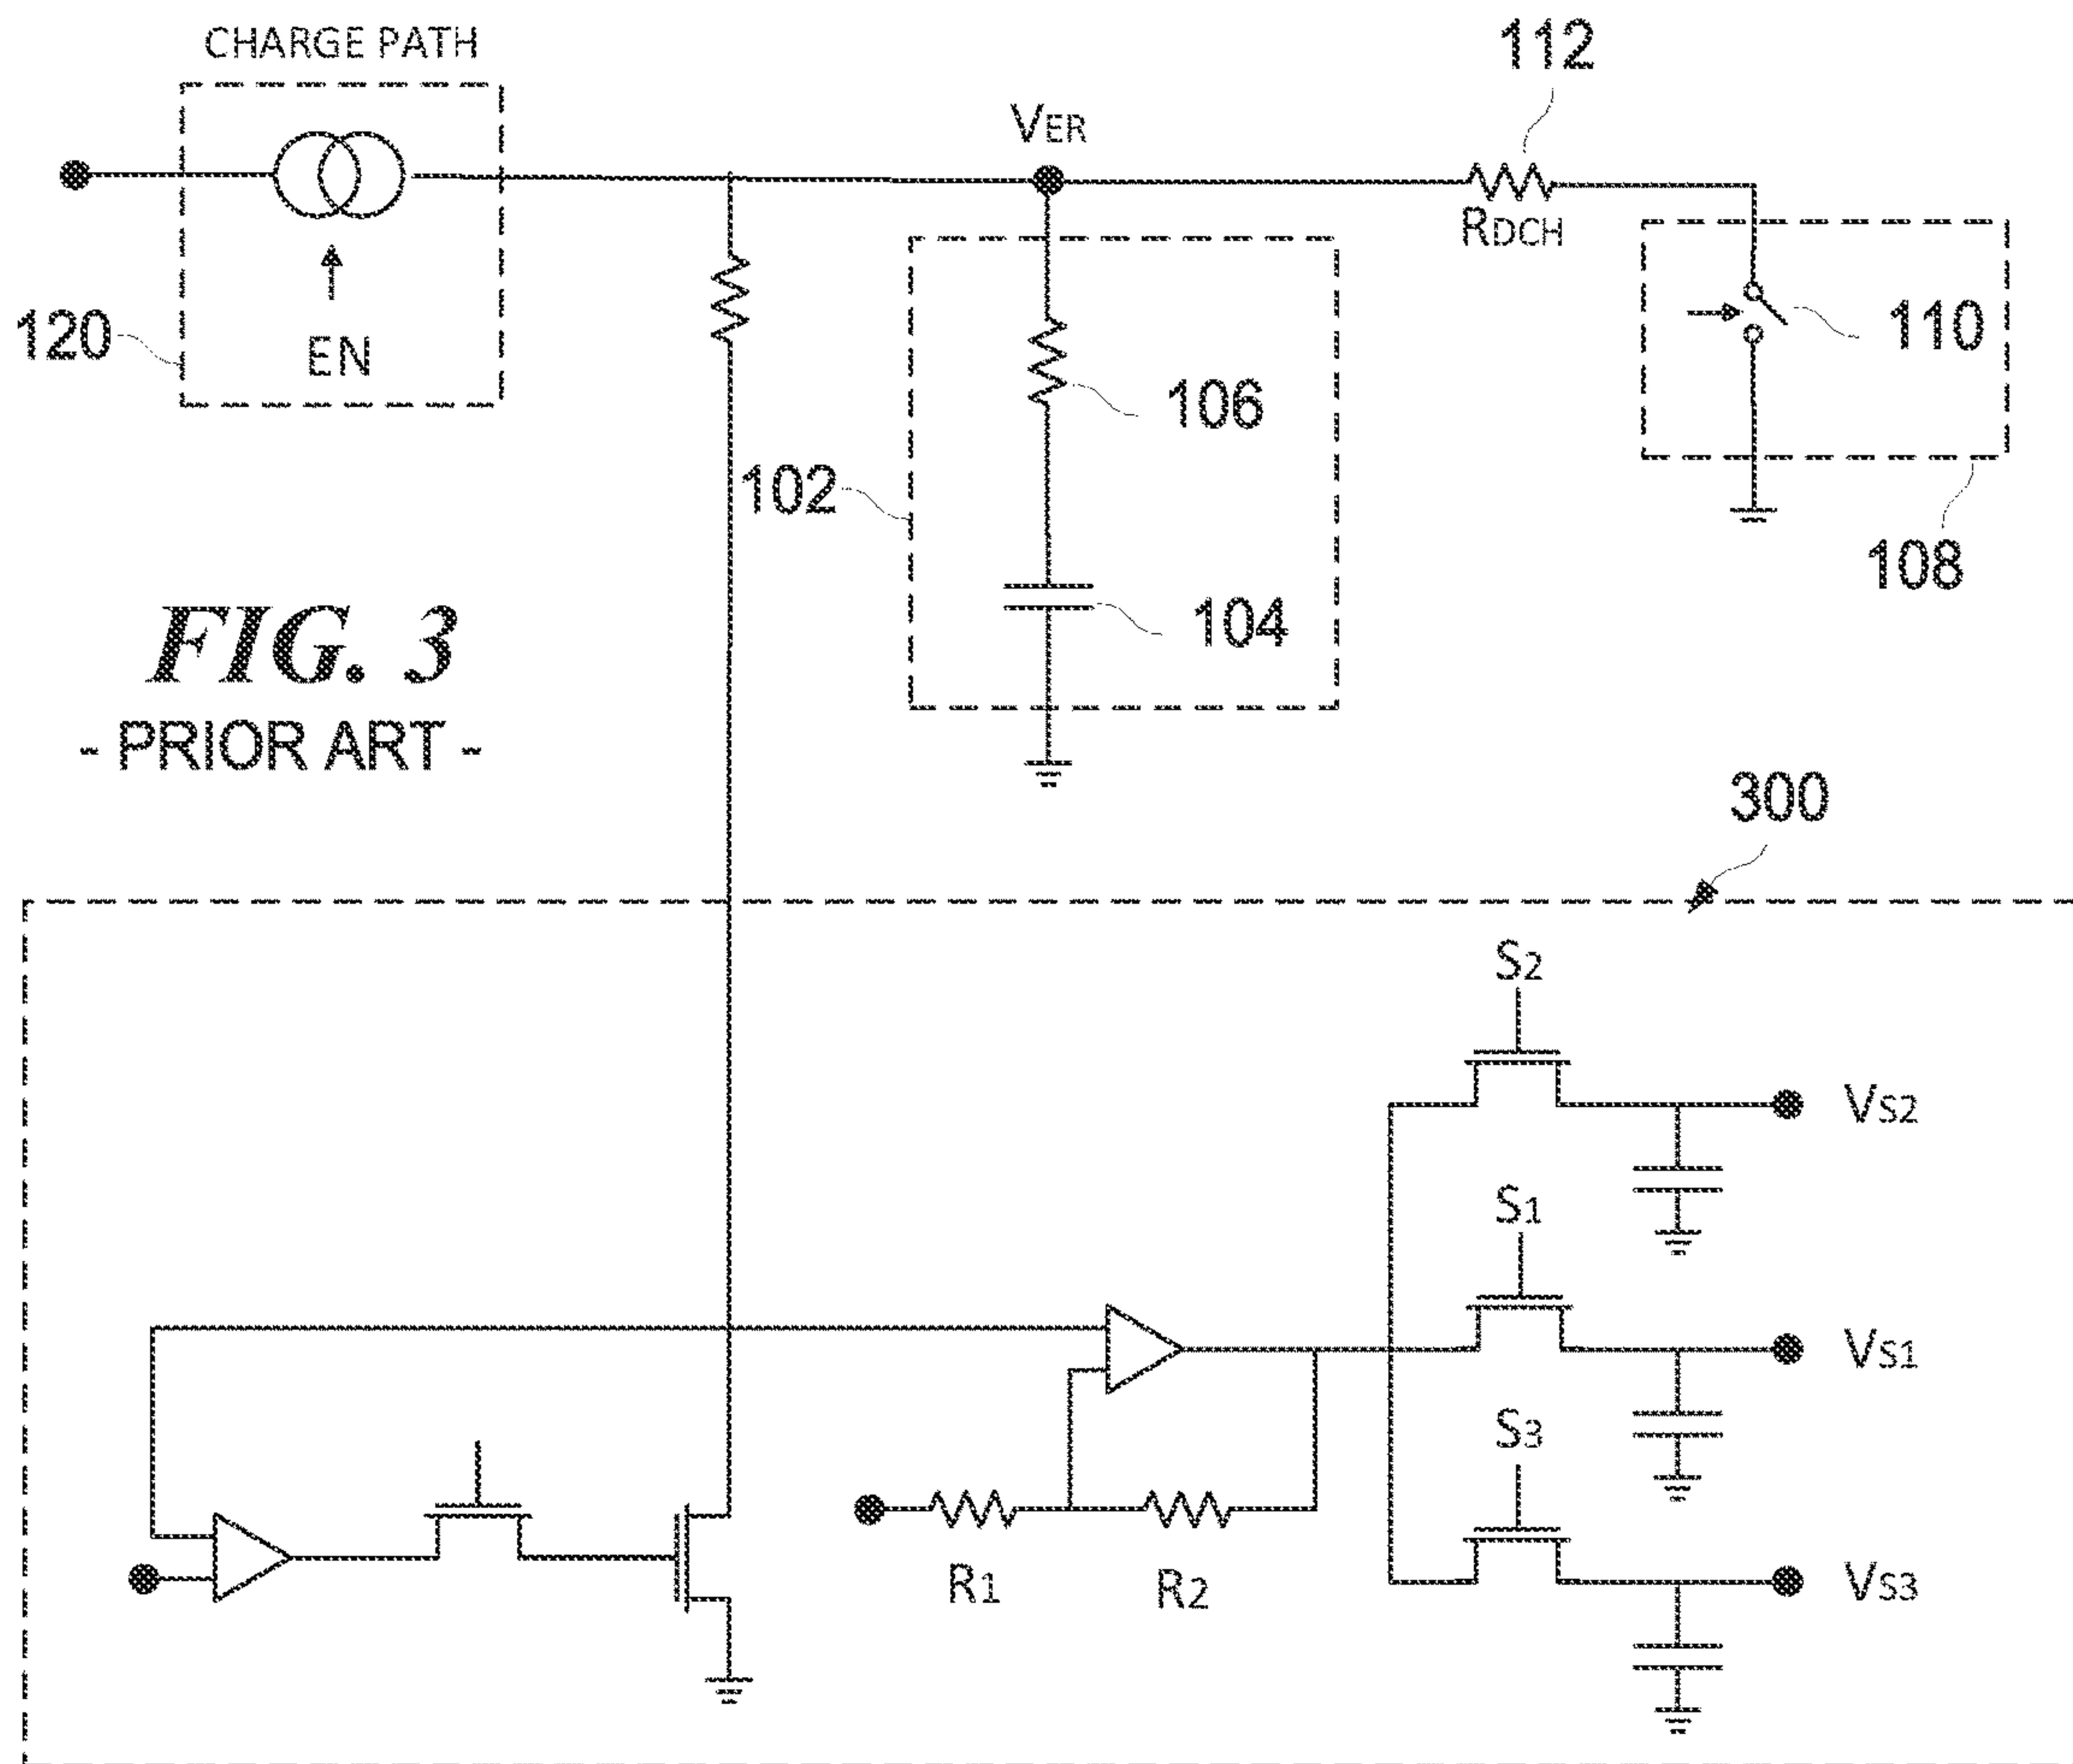 CHARGE PATH
112
VER
RDCH
120
EN
110
106
102
108
104
FIG. 3
- PRIOR ART -
300
S2
VS2
S1
VS1
S3
R1
R2
VS3